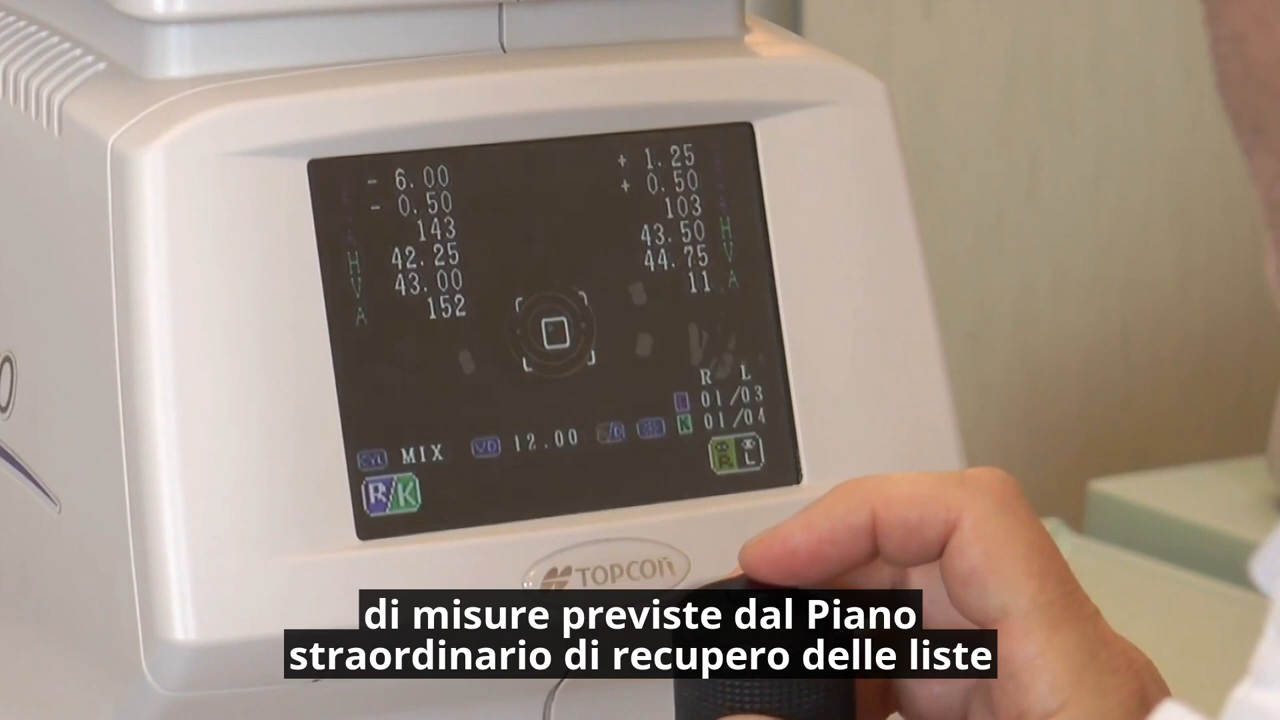 - 6.00
- 0.50
143
H 42.25
V 43.00
A 152
+ 1.25
+ 0.50
103
43.50 H
44.75 V
11 A
R L
01/03
K 01/04
CYL MIX VD 12.00
R/K
R L
TOPCON
di misure previste dal Piano
straordinario di recupero delle liste